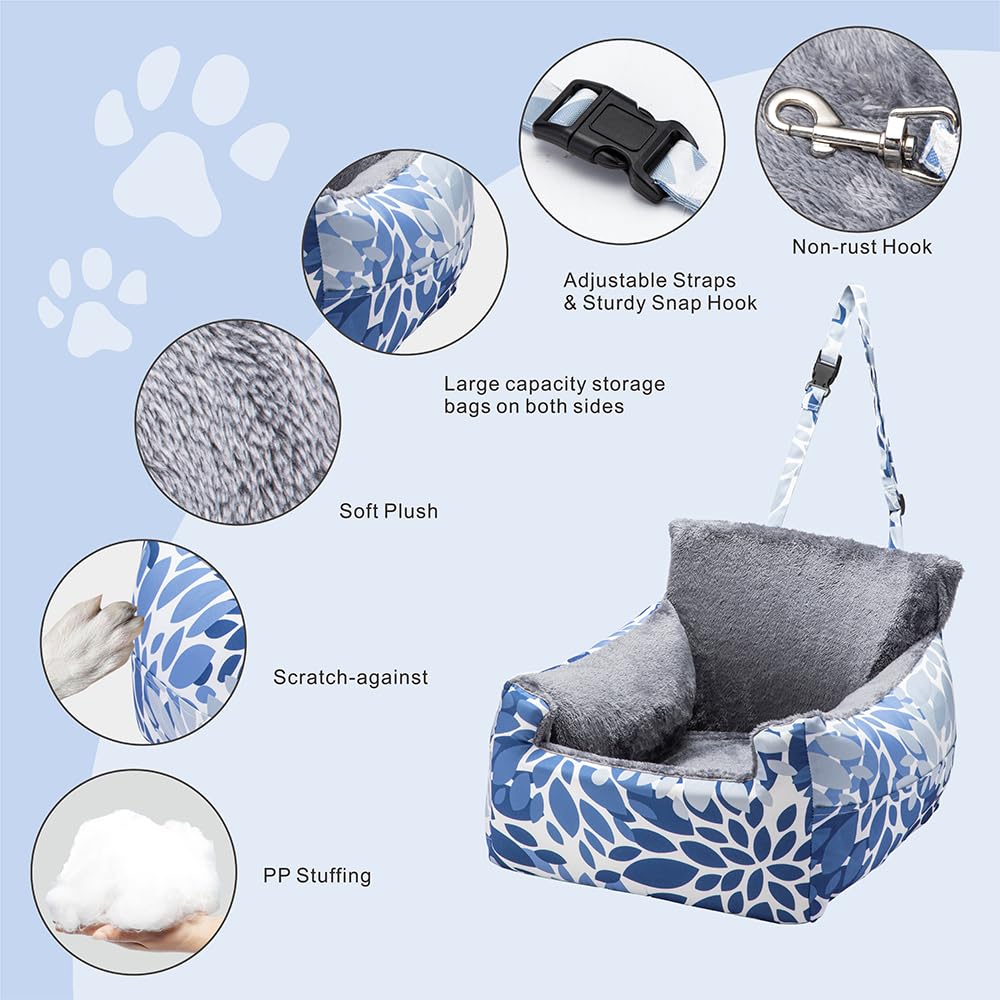 Non-rust Hook
Adjustable Straps
& Sturdy Snap Hook
Large capacity storage
bags on both sides
Soft Plush
Scratch-against
PP Stuffing